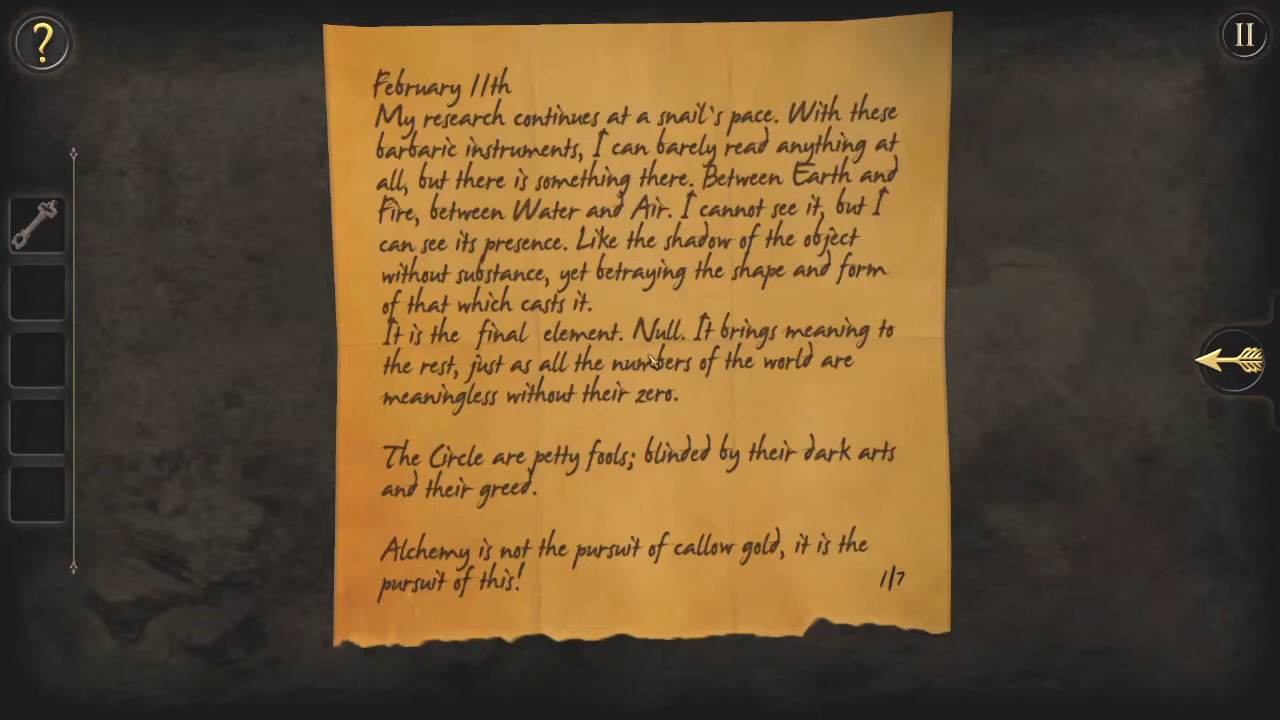 February 11th
My research continues at a snail's pace. With these
barbaric instruments, I can barely read anything at
all, but there is something there. Between Earth and
Fire, between Water and Air. I cannot see it, but I
can see its presence. Like the shadow of the object
without substance, yet betraying the shape and form
of that which casts it.
It is the final element. Null. It brings meaning to
the rest, just as all the numbers of the world are
meaningless without their zero.
The Circle are petty fools; blinded by their dark arts
and their greed.
Alchemy is not the pursuit of callow gold, it is the
pursuit of this!
1/7